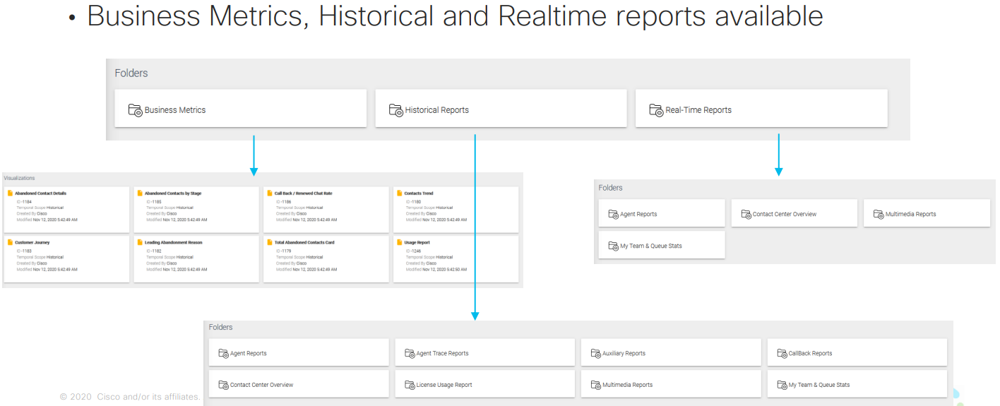 • Business Metrics, Historical and Realtime reports available
Folders
Business Metrics
Historical Reports
Real-Time Reports
Visualizations
Abandoned Contact Details
ID -1184
Temporal Scope Historical
Created By Cisco
Modified Nov 12, 2020 5:42:49 AM
Abandoned Contacts by Stage
ID -1185
Temporal Scope Historical
Created By Cisco
Modified Nov 12, 2020 5:42:49 AM
Call Back / Renewed Chat Rate
ID -1186
Temporal Scope Historical
Created By Cisco
Modified Nov 12, 2020 5:42:49 AM
Contacts Trend
ID -1180
Temporal Scope Historical
Created By Cisco
Modified Nov 12, 2020 5:42:49 AM
Customer Journey
ID -1183
Temporal Scope Historical
Created By Cisco
Modified Nov 12, 2020 5:42:49 AM
Leading Abandonment Reason
ID -1182
Temporal Scope Historical
Created By Cisco
Modified Nov 12, 2020 5:42:49 AM
Total Abandoned Contacts Card
ID -1179
Temporal Scope Historical
Created By Cisco
Modified Nov 12, 2020 5:42:49 AM
Usage Report
ID -1246
Temporal Scope Historical
Created By Cisco
Modified Nov 12, 2020 5:42:50 AM
Folders
Agent Reports
Contact Center Overview
Multimedia Reports
My Team & Queue Stats
Folders
Agent Reports
Agent Trace Reports
Auxiliary Reports
CallBack Reports
Contact Center Overview
License Usage Report
Multimedia Reports
My Team & Queue Stats
© 2020 Cisco and/or its affiliates.